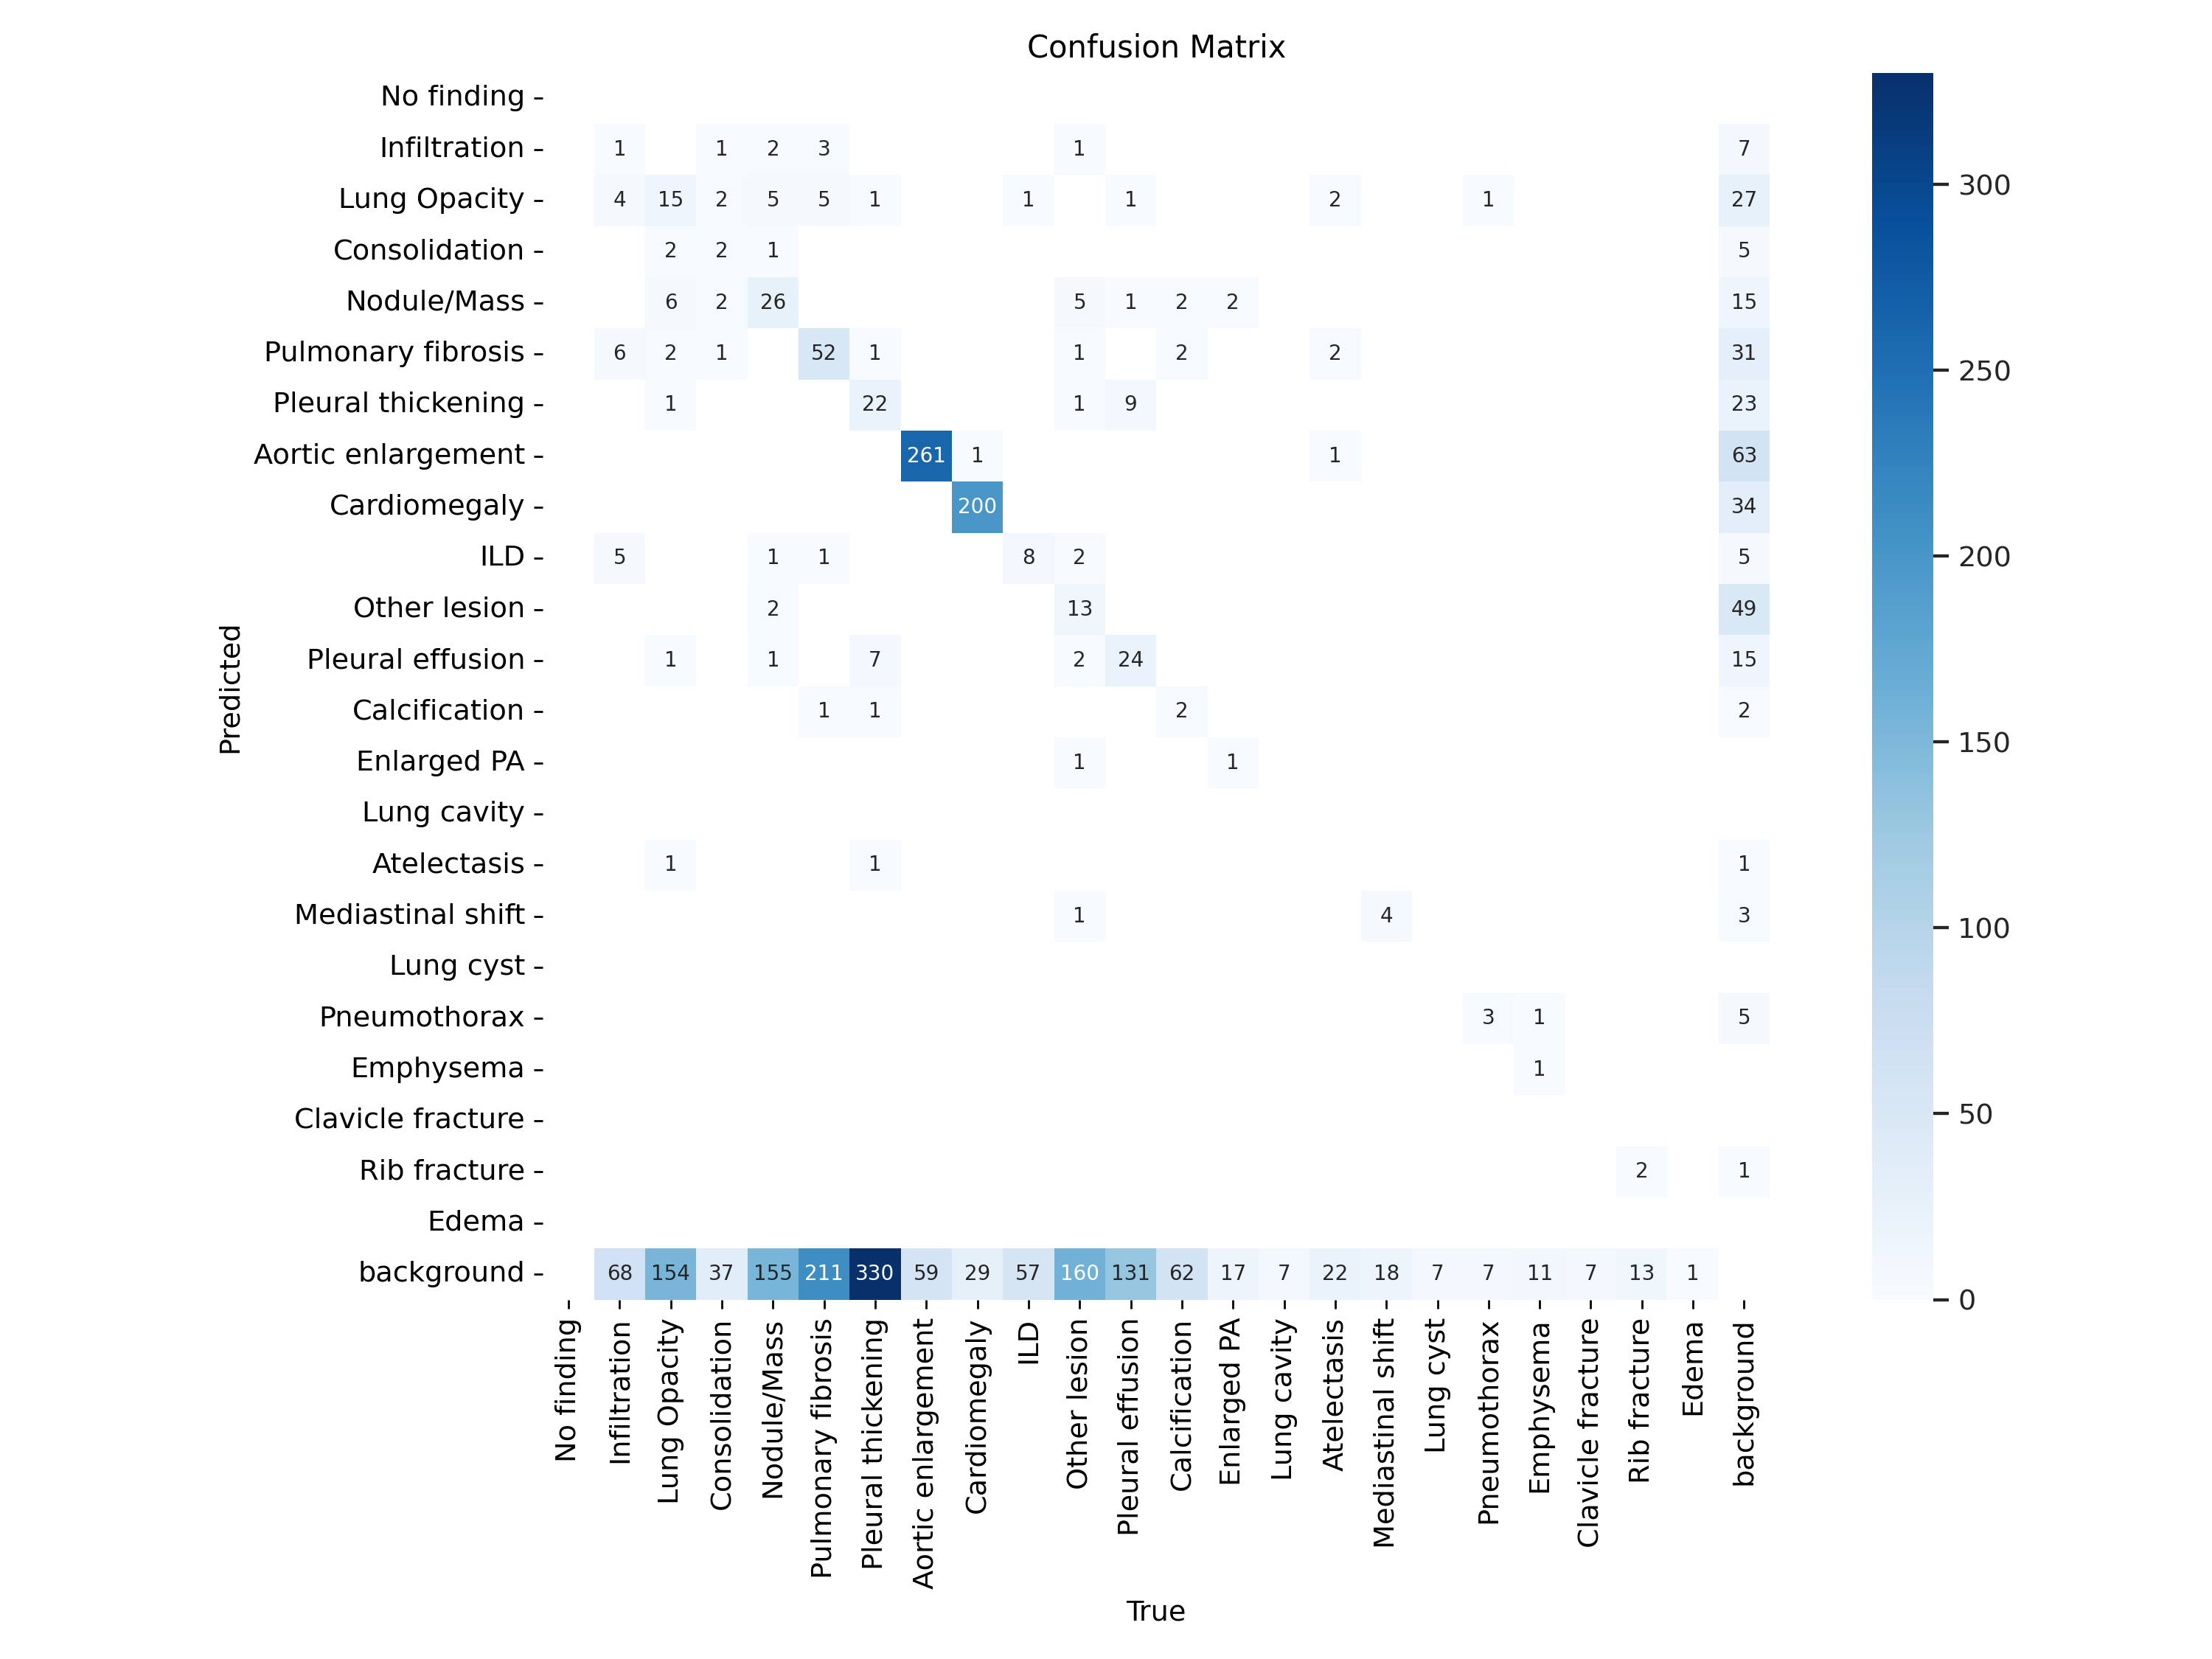 Confusion Matrix
No finding
Infiltration 1 1 2 3 1 7
Lung Opacity 4 15 2 5 5 1 1 1 2 1 27
Consolidation 2 2 1 5
Nodule/Mass 6 2 26 5 1 2 2 15
Pulmonary fibrosis 6 2 1 52 1 1 2 2 31
Pleural thickening 1 22 1 9 23
Aortic enlargement 261 1 1 63
Cardiomegaly 200 34
ILD 5 1 1 8 2 5
Other lesion 2 13 49
Pleural effusion 1 1 7 2 24 15
Calcification 1 1 2 2
Enlarged PA 1 1
Lung cavity
Atelectasis 1 1 1
Mediastinal shift 1 4 3
Lung cyst
Pneumothorax 3 1 5
Emphysema 1
Clavicle fracture
Rib fracture 2 1
Edema
background 68 154 37 155 211 330 59 29 57 160 131 62 17 7 22 18 7 7 11 7 13 1
Predicted
No finding
Infiltration
Lung Opacity
Consolidation
Nodule/Mass
Pulmonary fibrosis
Pleural thickening
Aortic enlargement
Cardiomegaly
ILD
Other lesion
Pleural effusion
Calcification
Enlarged PA
Lung cavity
Atelectasis
Mediastinal shift
Lung cyst
Pneumothorax
Emphysema
Clavicle fracture
Rib fracture
Edema
background
True
300
250
200
150
100
50
0